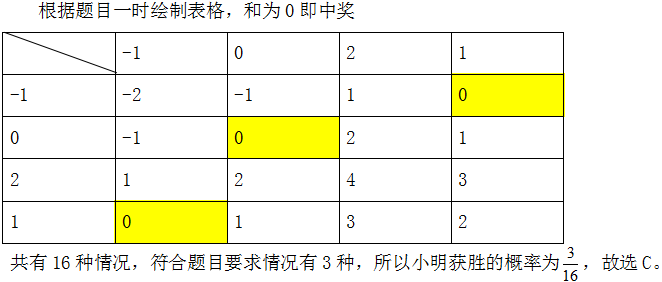 根据题目一时绘制表格，和为0即中奖
-1 0 2 1
-1 -2 -1 1 0
0 -1 0 2 1
2 1 2 4 3
1 0 1 3 2
共有16种情况，符合题目要求情况有3种，所以小明获胜的概率为3/16，故选C。